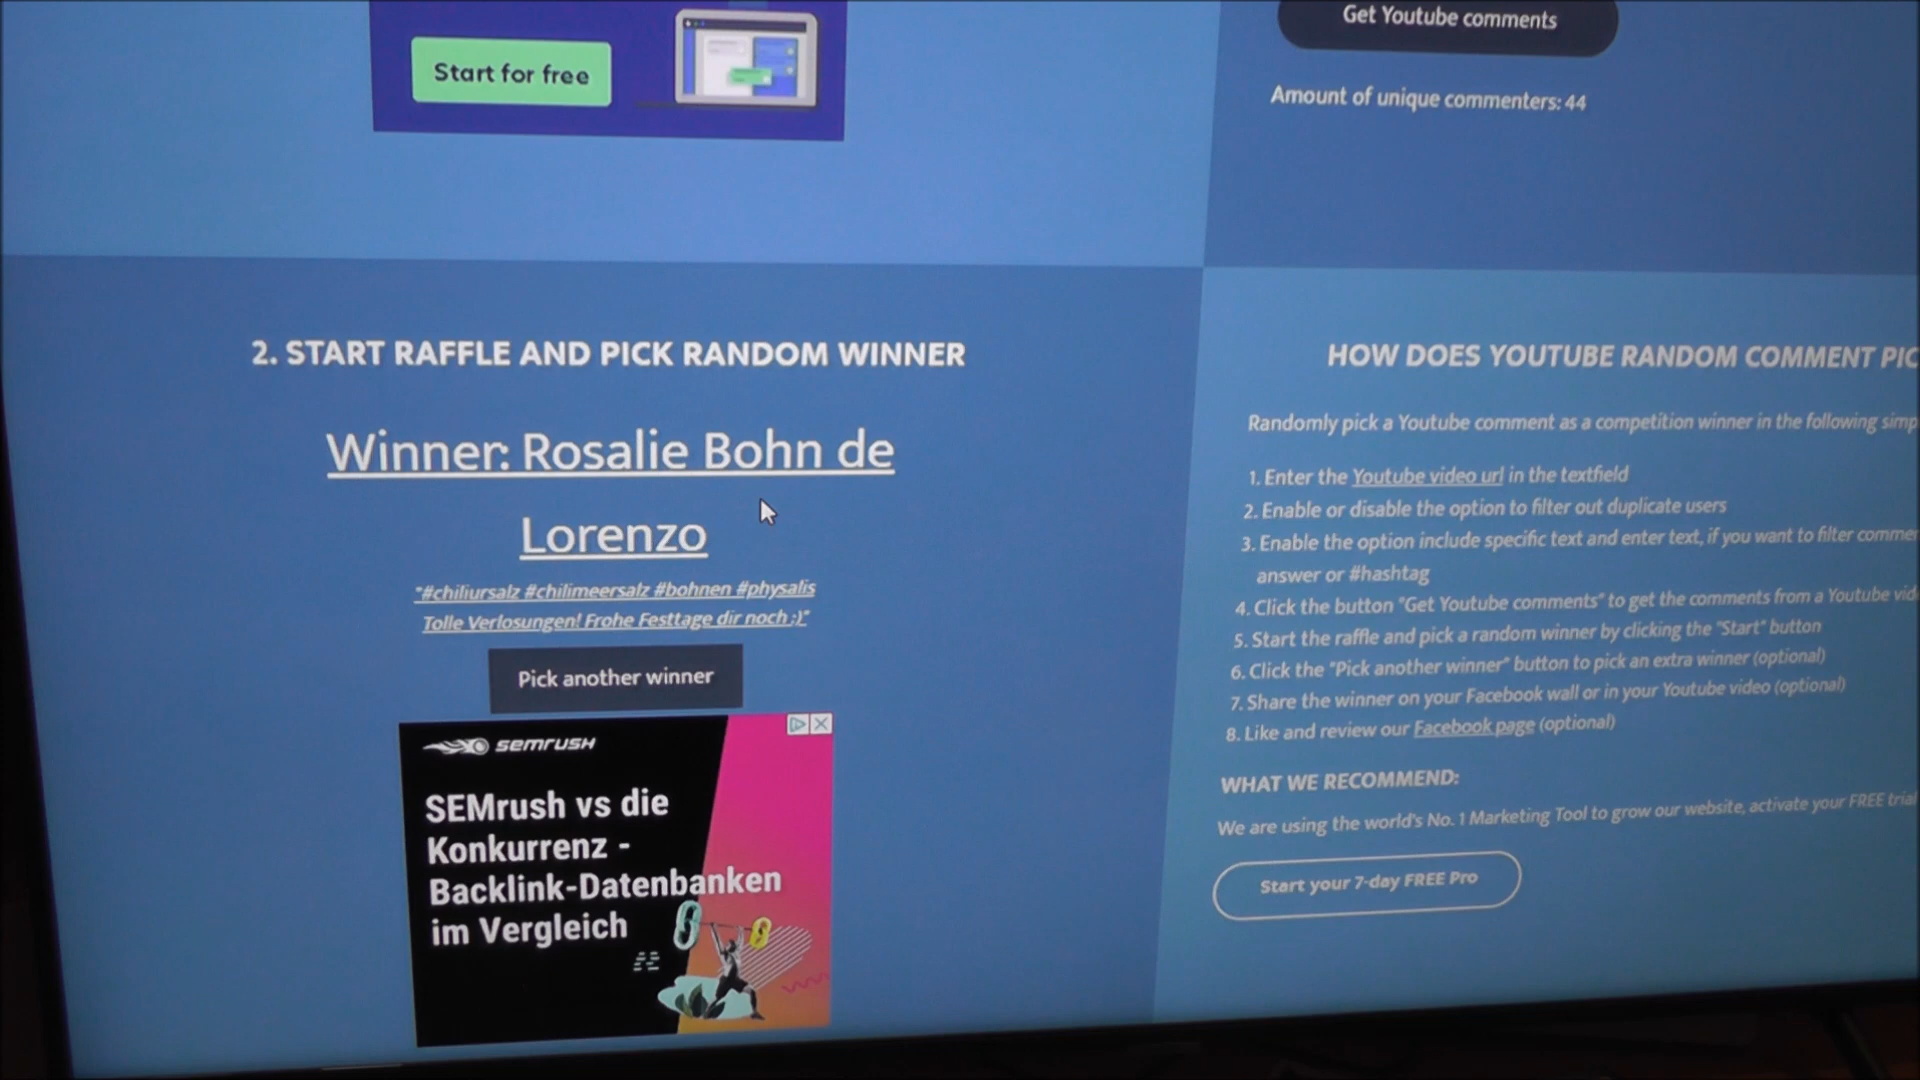 Start for free
Get Youtube comments
Amount of unique commenters: 44
2. START RAFFLE AND PICK RANDOM WINNER
Winner: Rosalie Bohn de
Lorenzo
"#chiliursalz #chilimeersalz #bohnen #physalis
Tolle Verlosungen! Frohe Festtage dir noch ;)"
Pick another winner
semrush
SEMrush vs die
Konkurrenz -
Backlink-Datenbanken
im Vergleich
HOW DOES YOUTUBE RANDOM COMMENT PIC
Randomly pick a Youtube comment as a competition winner in the following simp
1. Enter the Youtube video url in the textfield
2. Enable or disable the option to filter out duplicate users
3. Enable the option include specific text and enter text, if you want to filter commen
answer or #hashtag
4. Click the button "Get Youtube comments" to get the comments from a Youtube vid
5. Start the raffle and pick a random winner by clicking the "Start" button
6. Click the "Pick another winner" button to pick an extra winner (optional)
7. Share the winner on your Facebook wall or in your Youtube video (optional)
8. Like and review our Facebook page (optional)
WHAT WE RECOMMEND:
We are using the world's No. 1 Marketing Tool to grow our website, activate your FREE trial
Start your 7-day FREE Pro